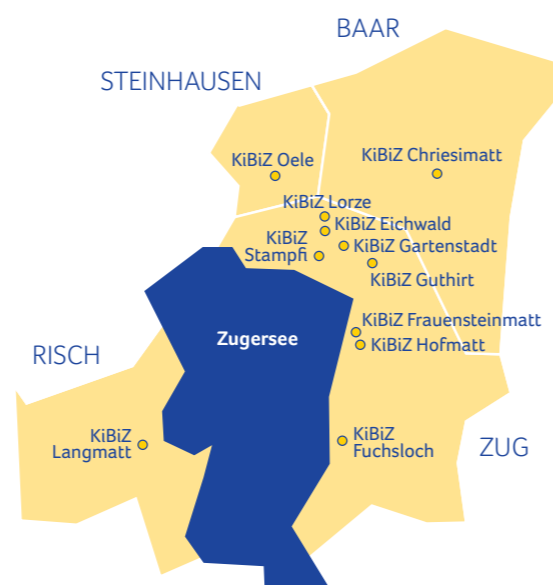 BAAR
STEINHAUSEN
KiBiZ Oele
KiBiZ Chriesimatt
KiBiZ Lorze
KiBiZ Eichwald
KiBiZ
Stampfi
KiBiZ Gartenstadt
KiBiZ Guthirt
KiBiZ Frauensteinmatt
Zugersee
KiBiZ Hofmatt
RISCH
KiBiZ
Langmatt
KiBiZ
Fuchsloch
ZUG